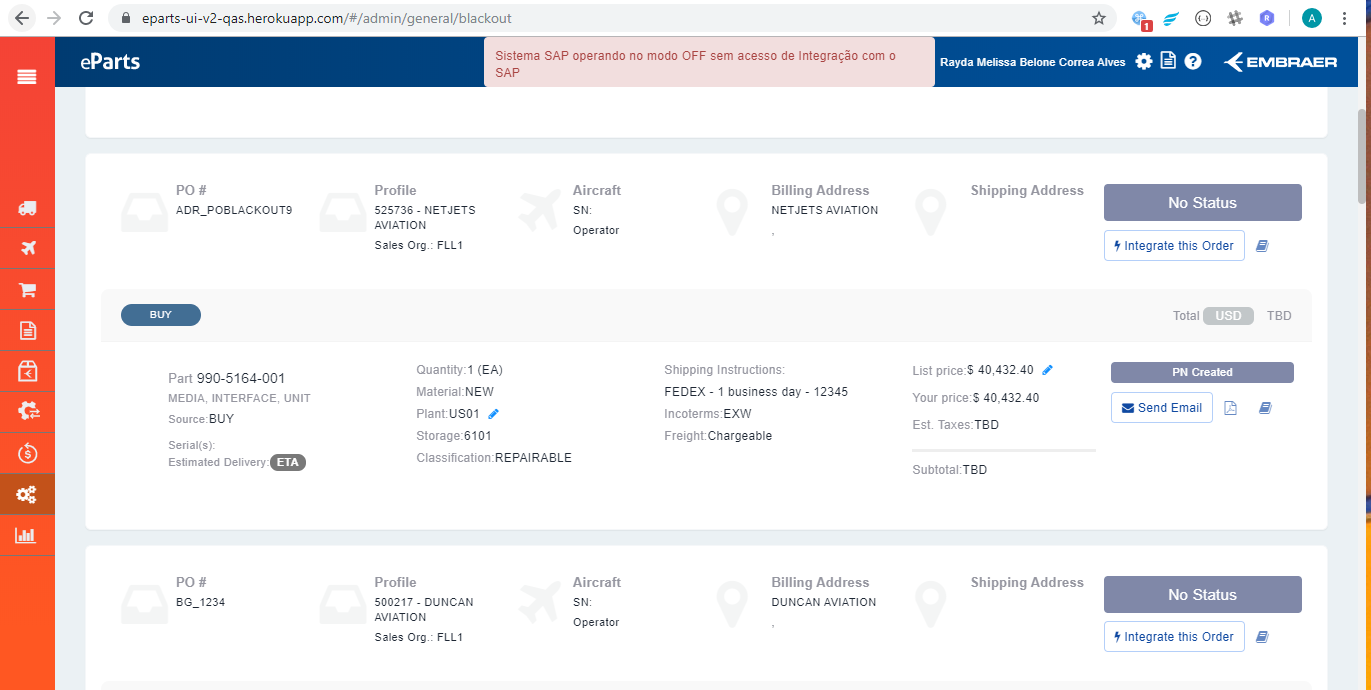 eparts-ui-v2-qas.herokuapp.com/#/admin/general/blackout
1
A
eParts
Sistema SAP operando no modo OFF sem acesso de Integração com o
SAP
Rayda Melissa Belone Correa Alves
EMBRAER
PO #
ADR_POBLACKOUT9
Profile
525736 - NETJETS
AVIATION
Sales Org.: FLL1
Aircraft
SN:
Operator
Billing Address
NETJETS AVIATION
,
Shipping Address
No Status
Integrate this Order
BUY
Total USD TBD
Part 990-5164-001
MEDIA, INTERFACE, UNIT
Source:BUY
Serial(s):
Estimated Delivery: ETA
Quantity:1 (EA)
Material:NEW
Plant:US01
Storage:6101
Classification:REPAIRABLE
Shipping Instructions:
FEDEX - 1 business day - 12345
Incoterms:EXW
Freight:Chargeable
List price:$ 40,432.40
Your price:$ 40,432.40
Est. Taxes:TBD
Subtotal:TBD
PN Created
Send Email
PO #
BG_1234
Profile
500217 - DUNCAN
AVIATION
Sales Org.: FLL1
Aircraft
SN:
Operator
Billing Address
DUNCAN AVIATION
,
Shipping Address
No Status
Integrate this Order